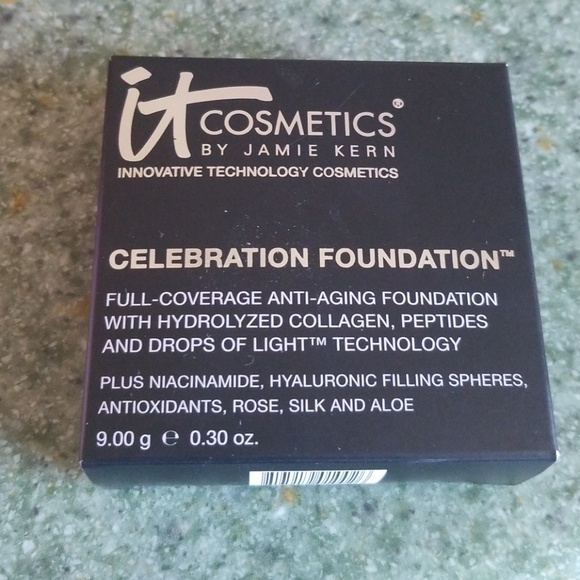 it COSMETICS®
BY JAMIE KERN
INNOVATIVE TECHNOLOGY COSMETICS
CELEBRATION FOUNDATION™
FULL-COVERAGE ANTI-AGING FOUNDATION
WITH HYDROLYZED COLLAGEN, PEPTIDES
AND DROPS OF LIGHT™ TECHNOLOGY
PLUS NIACINAMIDE, HYALURONIC FILLING SPHERES,
ANTIOXIDANTS, ROSE, SILK AND ALOE
9.00 g ℮ 0.30 oz.